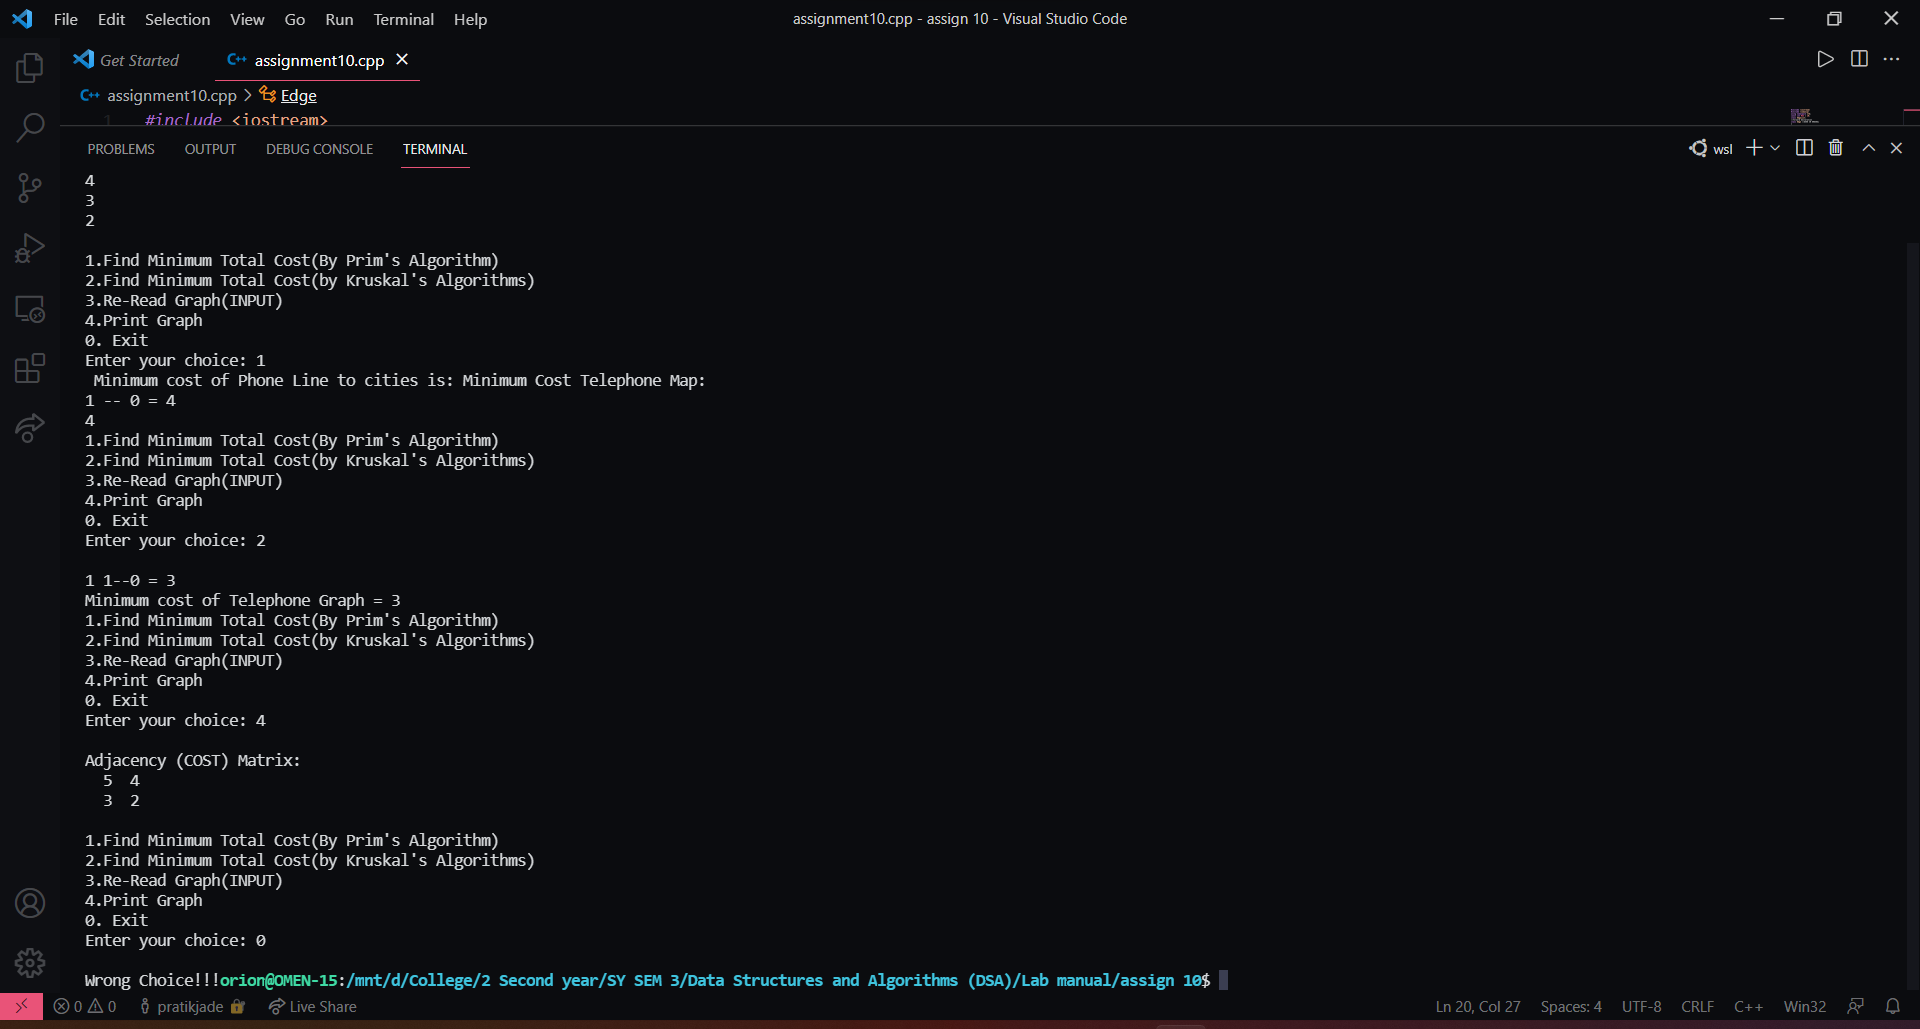 File Edit Selection View Go Run Terminal Help assignment10.cpp - assign 10 - Visual Studio Code
Get Started C++ assignment10.cpp
C++ assignment10.cpp > Edge
1 #include <iostream>
PROBLEMS OUTPUT DEBUG CONSOLE TERMINAL wsl
4
3
2
1.Find Minimum Total Cost(By Prim's Algorithm)
2.Find Minimum Total Cost(by Kruskal's Algorithms)
3.Re-Read Graph(INPUT)
4.Print Graph
0. Exit
Enter your choice: 1
Minimum cost of Phone Line to cities is: Minimum Cost Telephone Map:
1 -- 0 = 4
4
1.Find Minimum Total Cost(By Prim's Algorithm)
2.Find Minimum Total Cost(by Kruskal's Algorithms)
3.Re-Read Graph(INPUT)
4.Print Graph
0. Exit
Enter your choice: 2
1 1--0 = 3
Minimum cost of Telephone Graph = 3
1.Find Minimum Total Cost(By Prim's Algorithm)
2.Find Minimum Total Cost(by Kruskal's Algorithms)
3.Re-Read Graph(INPUT)
4.Print Graph
0. Exit
Enter your choice: 4
Adjacency (COST) Matrix:
5 4
3 2
1.Find Minimum Total Cost(By Prim's Algorithm)
2.Find Minimum Total Cost(by Kruskal's Algorithms)
3.Re-Read Graph(INPUT)
4.Print Graph
0. Exit
Enter your choice: 0
Wrong Choice!!!orion@OMEN-15:/mnt/d/College/2 Second year/SY SEM 3/Data Structures and Algorithms (DSA)/Lab manual/assign 10$
0 0 pratikjade Live Share Ln 20, Col 27 Spaces: 4 UTF-8 CRLF C++ Win32